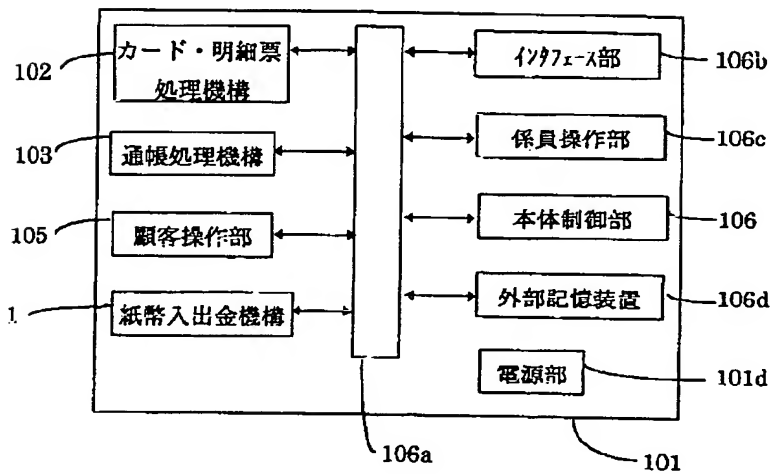 102
カード・明細票
処理機構
103
通帳処理機構
105
顧客操作部
1
紙幣入出金機構
インタフェース部
106b
係員操作部
106c
本体制御部
106
外部記憶装置
106d
電源部
101d
106a
101